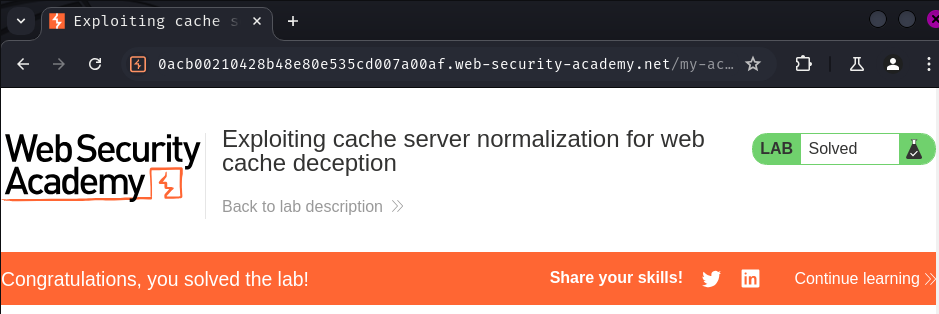 Exploiting cache s
0acb00210428b48e80e535cd007a00af.web-security-academy.net/my-ac...
Web Security
Academy
Exploiting cache server normalization for web
cache deception
Back to lab description
LAB
Solved
Congratulations, you solved the lab!
Share your skills!
Continue learning